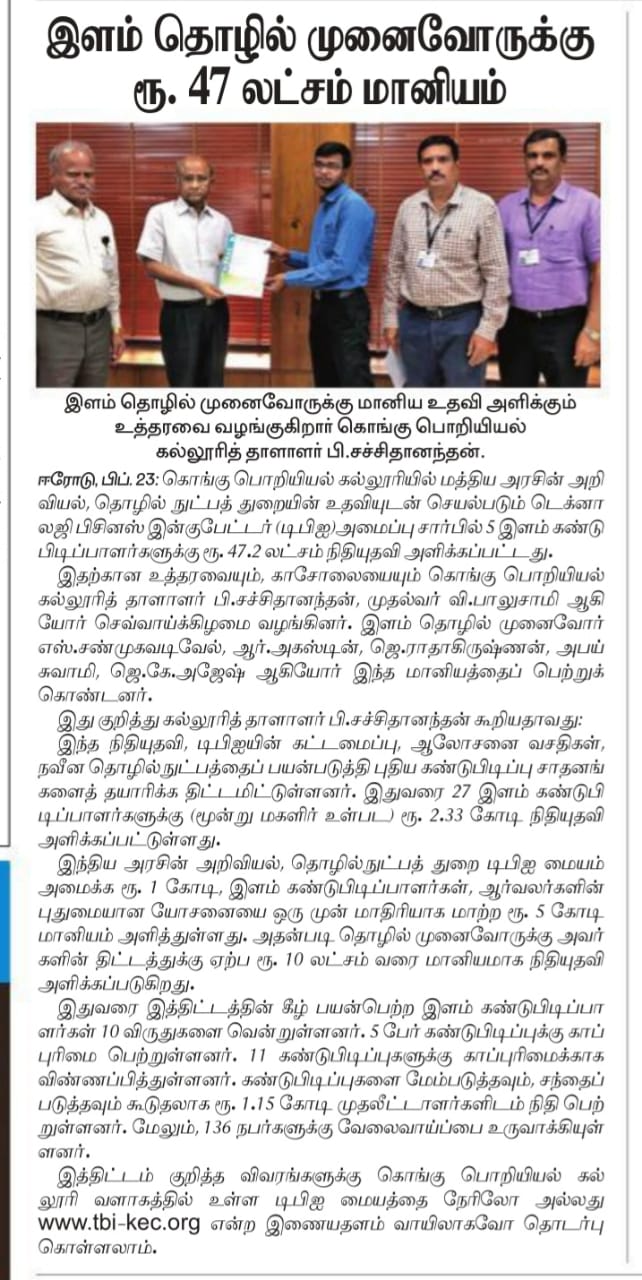 இளம் தொழில் முனைவோருக்கு
ரூ. 47 லட்சம் மானியம்
இளம் தொழில் முனைவோருக்கு மானிய உதவி அளிக்கும்
உத்தரவை வழங்குகிறார் கொங்கு பொறியியல்
கல்லூரித் தாளாளர் பி.சச்சிதானந்தன்.
ஈரோடு, பிப். 23: கொங்கு பொறியியல் கல்லூரியில் மத்திய அரசின் அறி
வியல், தொழில் நுட்பத் துறையின் உதவியுடன் செயல்படும் டெக்னா
லஜி பிசினஸ் இன்குபேட்டர் (டிபிஐ)அமைப்பு சார்பில் 5 இளம் கண்டு
பிடிப்பாளர்களுக்கு ரூ. 47.2 லட்சம் நிதியுதவி அளிக்கப்பட்டது.
இதற்கான உத்தரவையும், காசோலையையும் கொங்கு பொறியியல்
கல்லூரித் தாளாளர் பி.சச்சிதானந்தன், முதல்வர் வி.பாலுசாமி ஆகி
யோர் செவ்வாய்க்கிழமை வழங்கினர். இளம் தொழில் முனைவோர்
எஸ்.சண்முகவடிவேல், ஆர்.அகஸ்டின், ஜெ.ராதாகிருஷ்ணன், அபய்
சுவாமி, ஜெ.கே.அஜேஷ் ஆகியோர் இந்த மானியத்தைப் பெற்றுக்
கொண்டனர்.
இது குறித்து கல்லூரித் தாளாளர் பி.சச்சிதானந்தன் கூறியதாவது:
இந்த நிதியுதவி, டிபிஐயின் கட்டமைப்பு, ஆலோசனை வசதிகள்,
நவீன தொழில்நுட்பத்தைப் பயன்படுத்தி புதிய கண்டுபிடிப்பு சாதனங்
களைத் தயாரிக்க திட்டமிட்டுள்ளனர். இதுவரை 27 இளம் கண்டுபி
டிப்பாளர்களுக்கு (மூன்று மகளிர் உள்பட) ரூ. 2.33 கோடி நிதியுதவி
அளிக்கப்பட்டுள்ளது.
இந்திய அரசின் அறிவியல், தொழில்நுட்பத் துறை டிபிஐ மையம்
அமைக்க ரூ. 1 கோடி, இளம் கண்டுபிடிப்பாளர்கள், ஆர்வலர்களின்
புதுமையான யோசனையை ஒரு முன் மாதிரியாக மாற்ற ரூ. 5 கோடி
மானியம் அளித்துள்ளது. அதன்படி தொழில் முனைவோருக்கு அவர்
களின் திட்டத்துக்கு ஏற்ப ரூ. 10 லட்சம் வரை மானியமாக நிதியுதவி
அளிக்கப்படுகிறது.
இதுவரை இத்திட்டத்தின் கீழ் பயன்பெற்ற இளம் கண்டுபிடிப்பா
ளர்கள் 10 விருதுகளை வென்றுள்ளனர். 5 பேர் கண்டுபிடிப்புக்கு காப்
புரிமை பெற்றுள்ளனர். 11 கண்டுபிடிப்புகளுக்கு காப்புரிமைக்காக
விண்ணப்பித்துள்ளனர். கண்டுபிடிப்புகளை மேம்படுத்தவும், சந்தைப்
படுத்தவும் கூடுதலாக ரூ. 1.15 கோடி முதலீட்டாளர்களிடம் நிதி பெற்
றுள்ளனர். மேலும், 136 நபர்களுக்கு வேலைவாய்ப்பை உருவாக்கியுள்
ளனர்.
இத்திட்டம் குறித்த விவரங்களுக்கு கொங்கு பொறியியல் கல்
லூரி வளாகத்தில் உள்ள டிபிஐ மையத்தை நேரிலோ அல்லது
www.tbi-kec.org என்ற இணையதளம் வாயிலாகவோ தொடர்பு
கொள்ளலாம்.